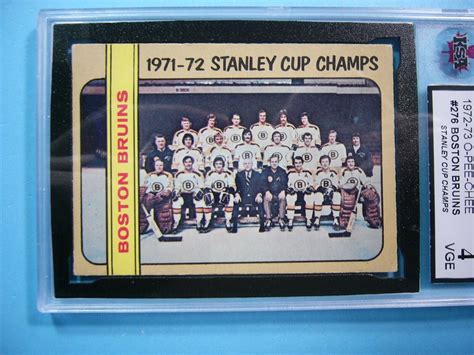 1971-72 STANLEY CUP CHAMPS
BOSTON BRUINS
KSA
1972-73 O-PEE-CHEE
#276 BOSTON BRUINS
STANLEY CUP CHAMPS
4
VGE